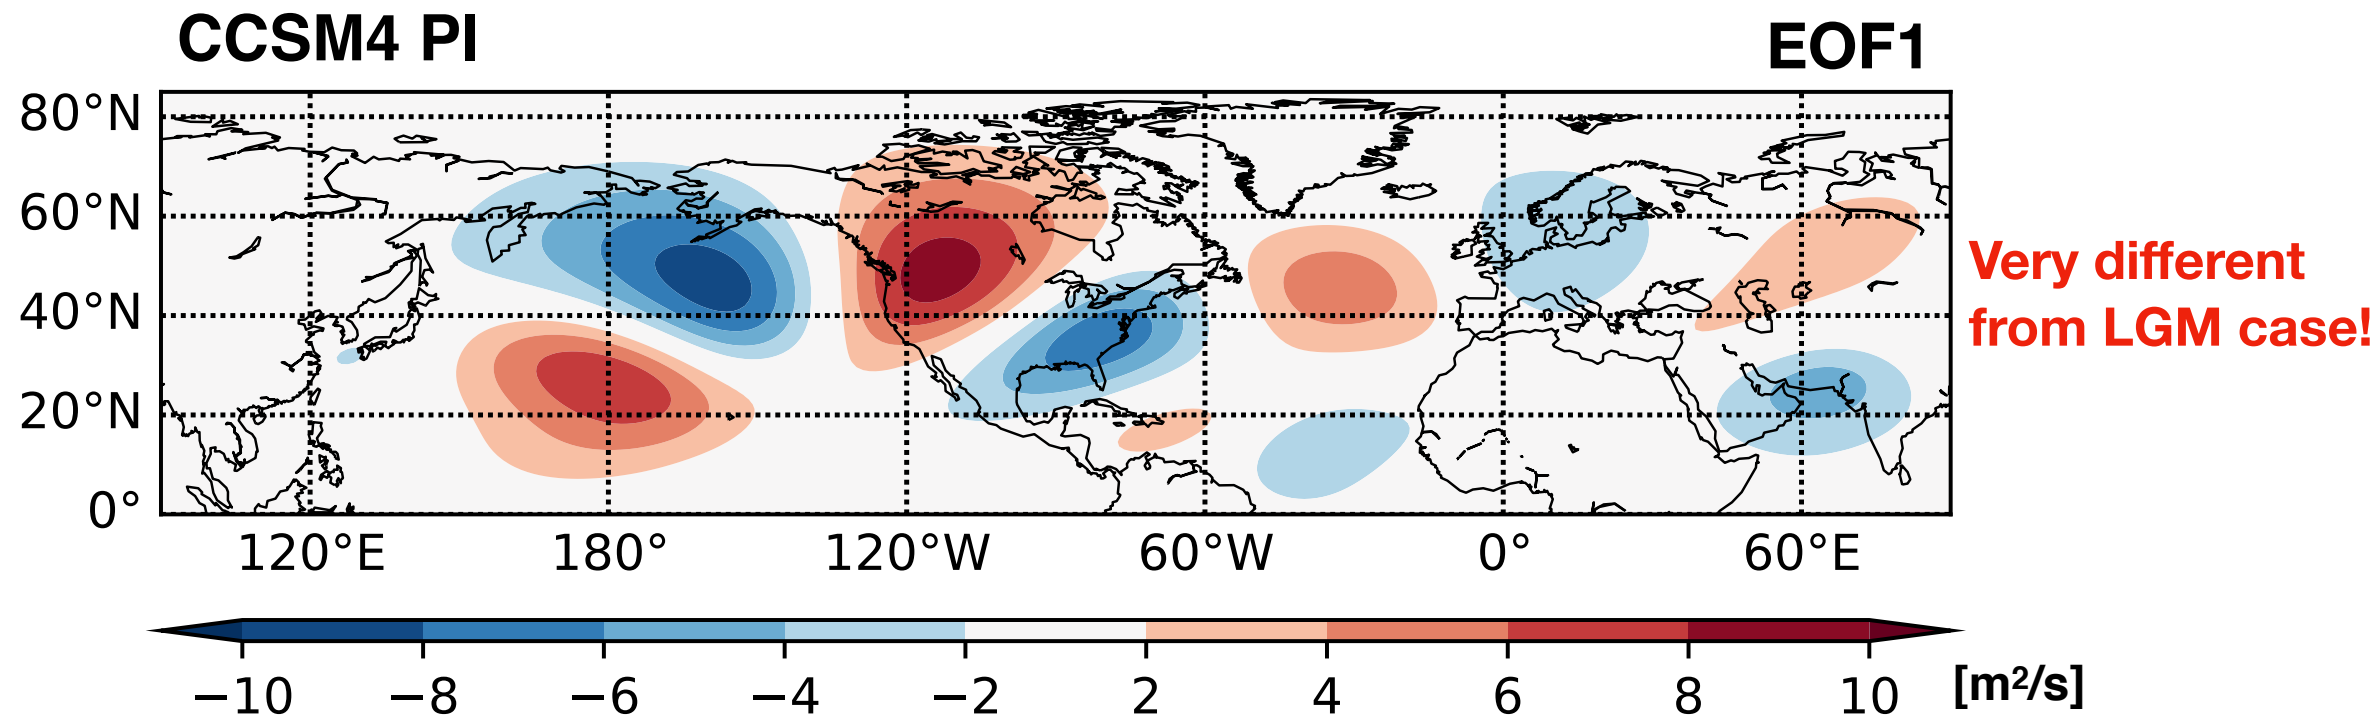 CCSM4 PI EOF1
80°N
60°N
40°N
20°N
0°
120°E 180° 120°W 60°W 0° 60°E
Very different
from LGM case!
−10 −8 −6 −4 −2 2 4 6 8 10 [m²/s]